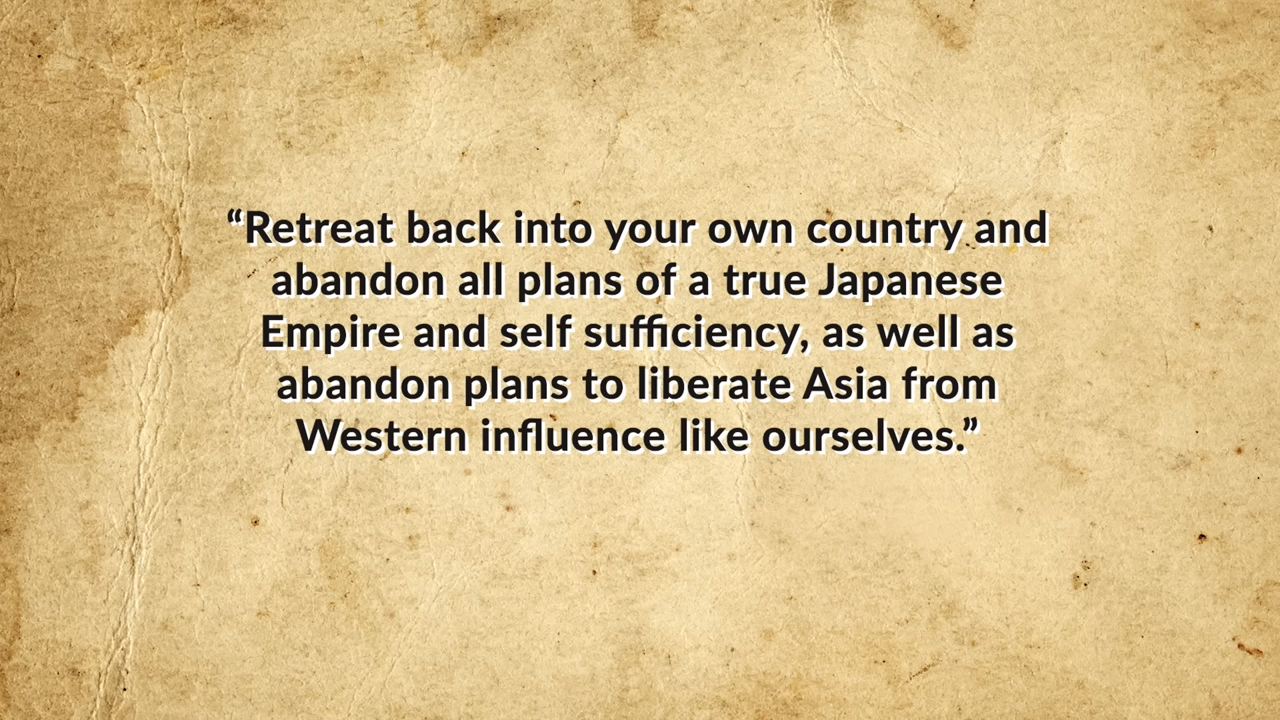 “Retreat back into your own country and
abandon all plans of a true Japanese
Empire and self sufficiency, as well as
abandon plans to liberate Asia from
Western influence like ourselves.”